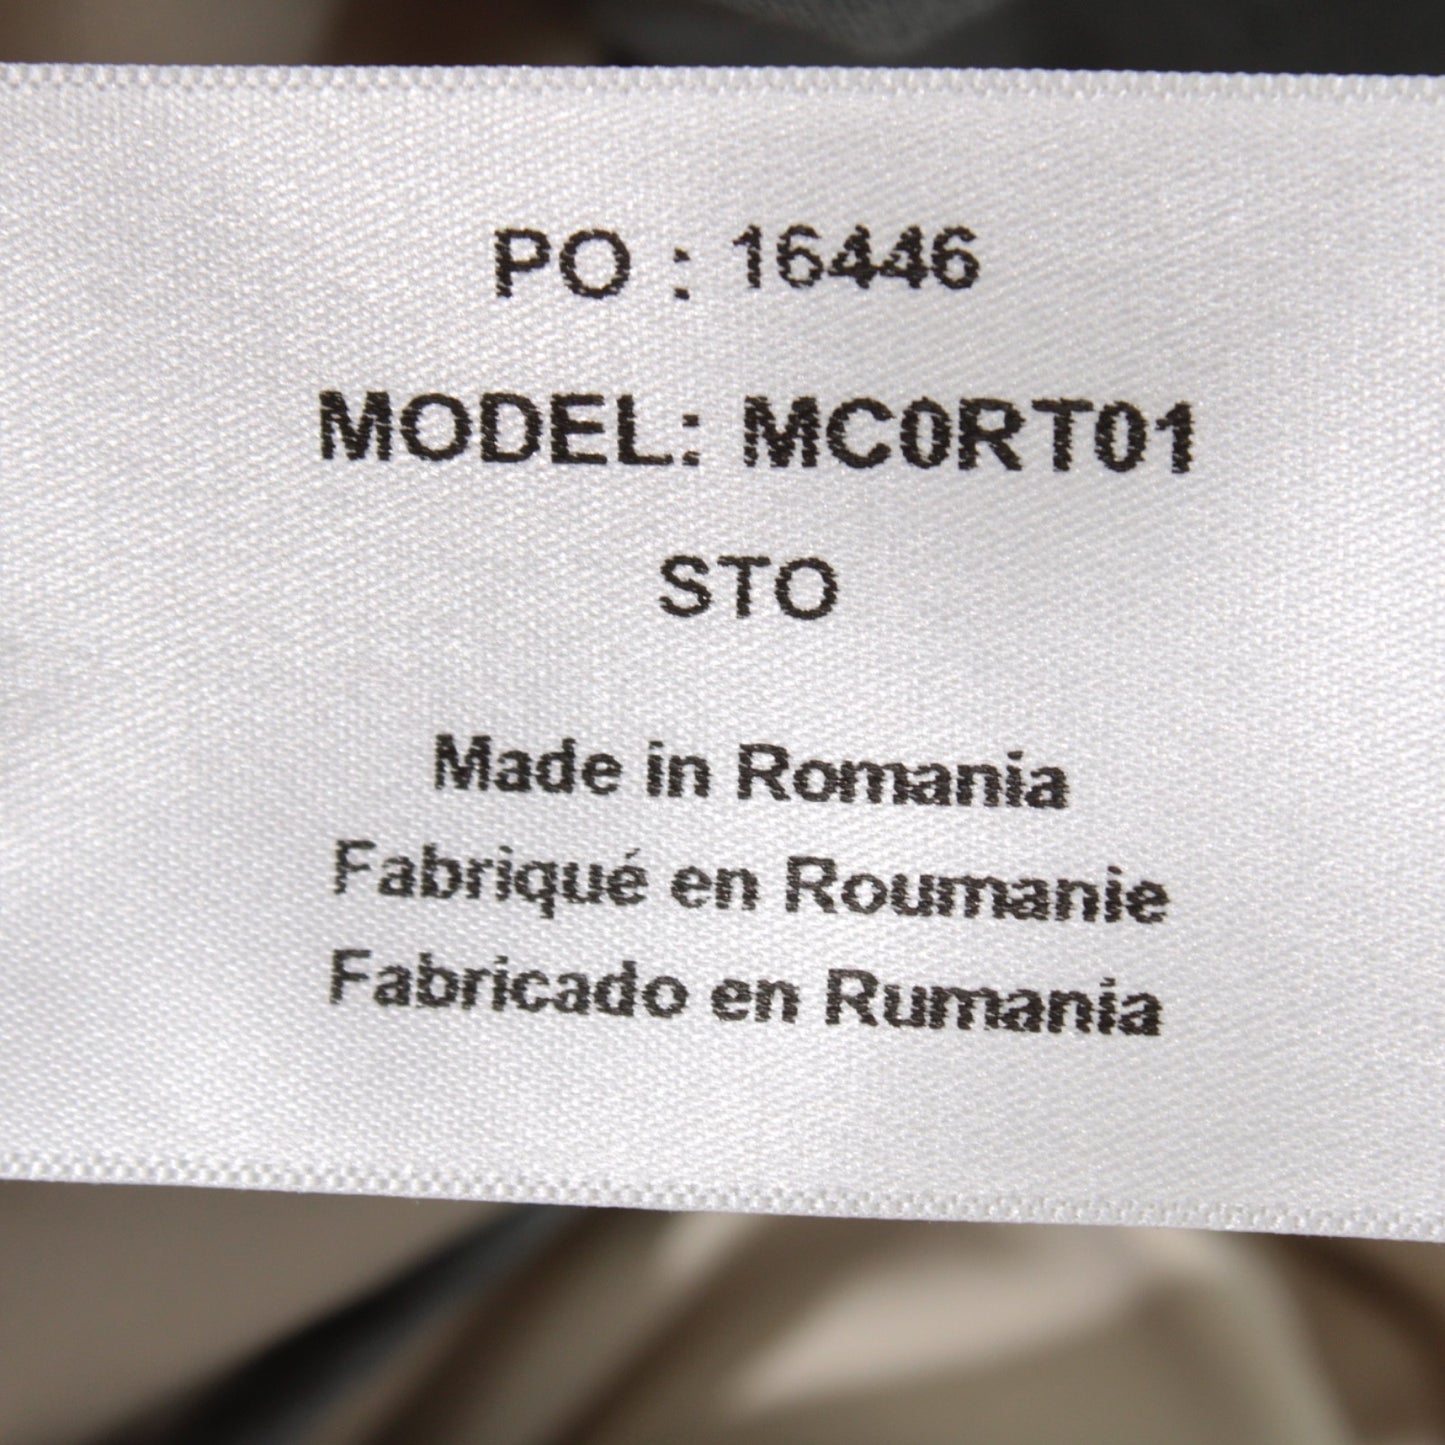 PO : 16446
MODEL: MC0RT01
STO
Made in Romania
Fabriqué en Roumanie
Fabricado en Rumania